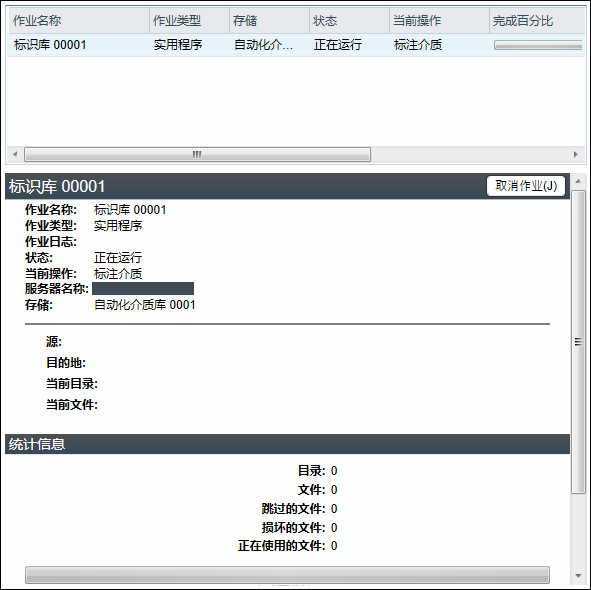 作业名称 作业类型 存储 状态 当前操作 完成百分比
标识库 00001 实用程序 自动化介... 正在运行 标注介质
标识库 00001 取消作业(J)
作业名称: 标识库 00001
作业类型: 实用程序
作业日志:
状态: 正在运行
当前操作: 标注介质
服务器名称:
存储: 自动化介质库 0001
源:
目的地:
当前目录:
当前文件:
统计信息
目录: 0
文件: 0
跳过的文件: 0
损坏的文件: 0
正在使用的文件: 0